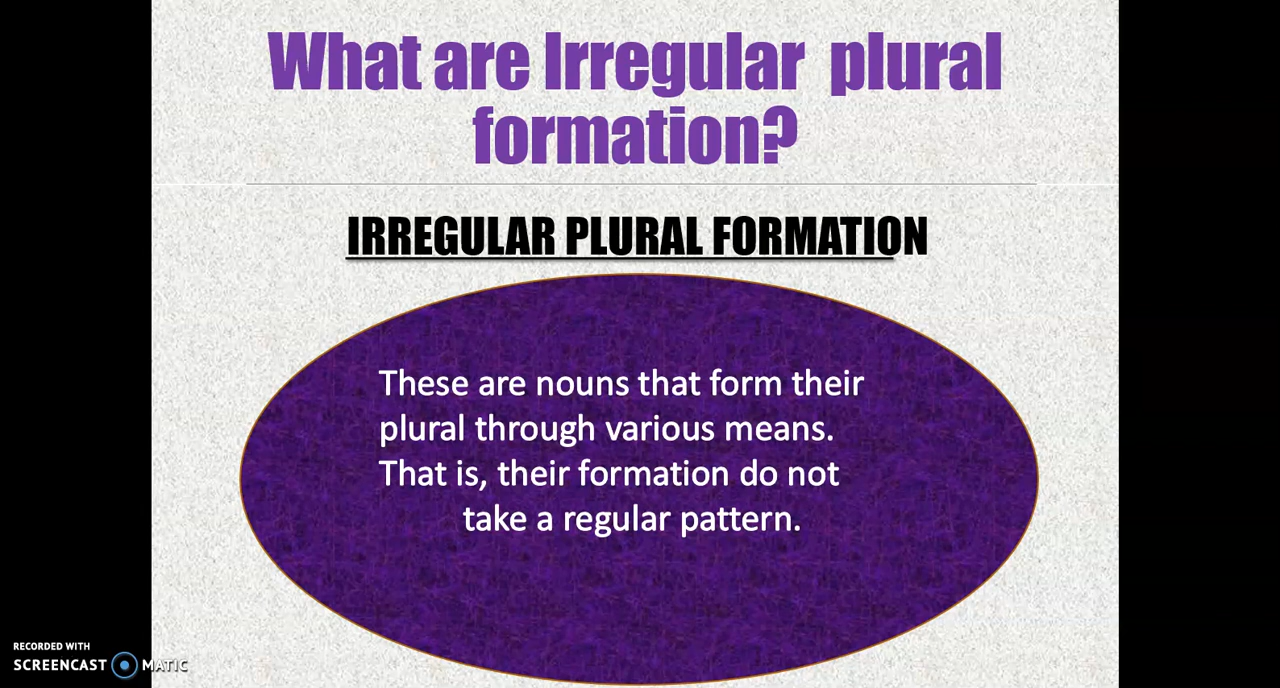 What are Irregular plural
formation?
IRREGULAR PLURAL FORMATION
These are nouns that form their
plural through various means.
That is, their formation do not
take a regular pattern.
RECORDED WITH
SCREENCAST MATIC